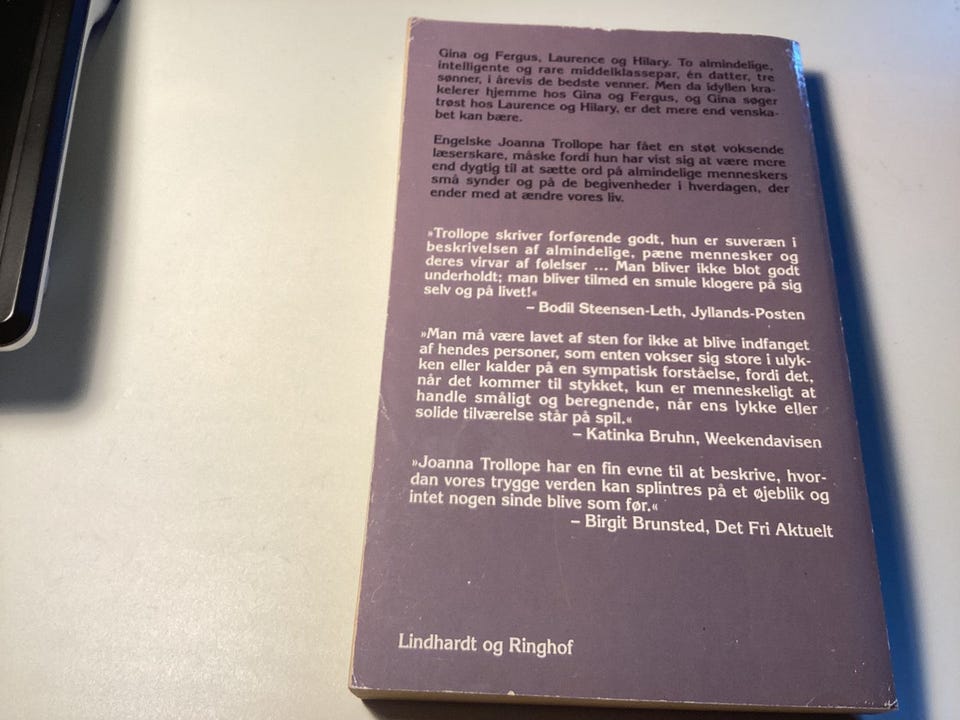 Gina og Fergus, Laurence og Hilary. To almindelige,
intelligente og rare middelklassepar, én datter, tre
sønner, i årevis de bedste venner. Men da idyllen kra-
kelerer hjemme hos Gina og Fergus, og Gina søger
trøst hos Laurence og Hilary, er det mere end venska-
bet kan bære.
Engelske Joanna Trollope har fået en støt voksende
læserskare, måske fordi hun har vist sig at være mere
end dygtig til at sætte ord på almindelige menneskers
små synder og på de begivenheder i hverdagen, der
ender med at ændre vores liv.
»Trollope skriver forførende godt, hun er suveræn i
beskrivelsen af almindelige, pæne mennesker og
deres virvar af følelser ... Man bliver ikke blot godt
underholdt; man bliver tilmed en smule klogere på sig
selv og på livet!«
– Bodil Steensen-Leth, Jyllands-Posten
»Man må være lavet af sten for ikke at blive indfanget
af hendes personer, som enten vokser sig store i ulyk-
ken eller kalder på en sympatisk forståelse, fordi det,
når det kommer til stykket, kun er menneskeligt at
handle småligt og beregnende, når ens lykke eller
solide tilværelse står på spil.«
– Katinka Bruhn, Weekendavisen
»Joanna Trollope har en fin evne til at beskrive, hvor-
dan vores trygge verden kan splintres på et øjeblik og
intet nogen sinde blive som før.«
– Birgit Brunsted, Det Fri Aktuelt
Lindhardt og Ringhof